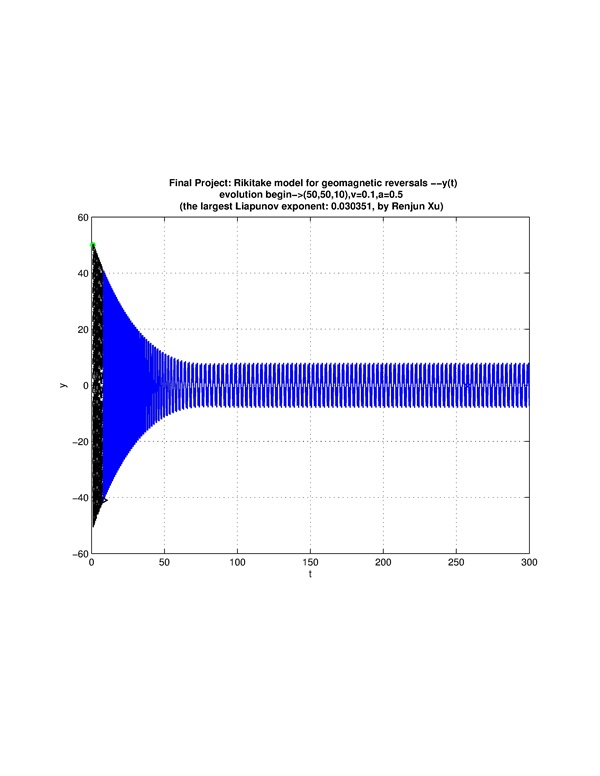 Final Project: Rikitake model for geomagnetic reversals −−y(t)
evolution begin−>(50,50,10),v=0.1,a=0.5
(the largest Liapunov exponent: 0.030351, by Renjun Xu)
60
40
20
0
−20
−40
−60
y
0 50 100 150 200 250 300
t